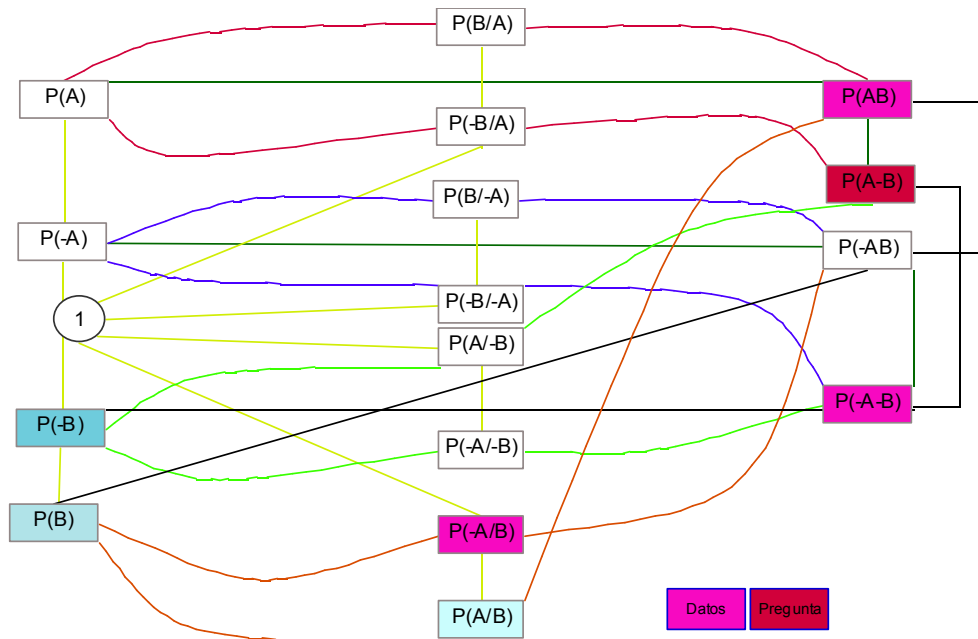 P(B/A)
P(A)
P(AB)
P(-B/A)
P(A-B)
P(B/-A)
P(-A)
P(-AB)
P(-B/-A)
1
P(A/-B)
P(-A-B)
P(-B)
P(-A/-B)
P(B)
P(-A/B)
P(A/B)
Datos
Pregunta